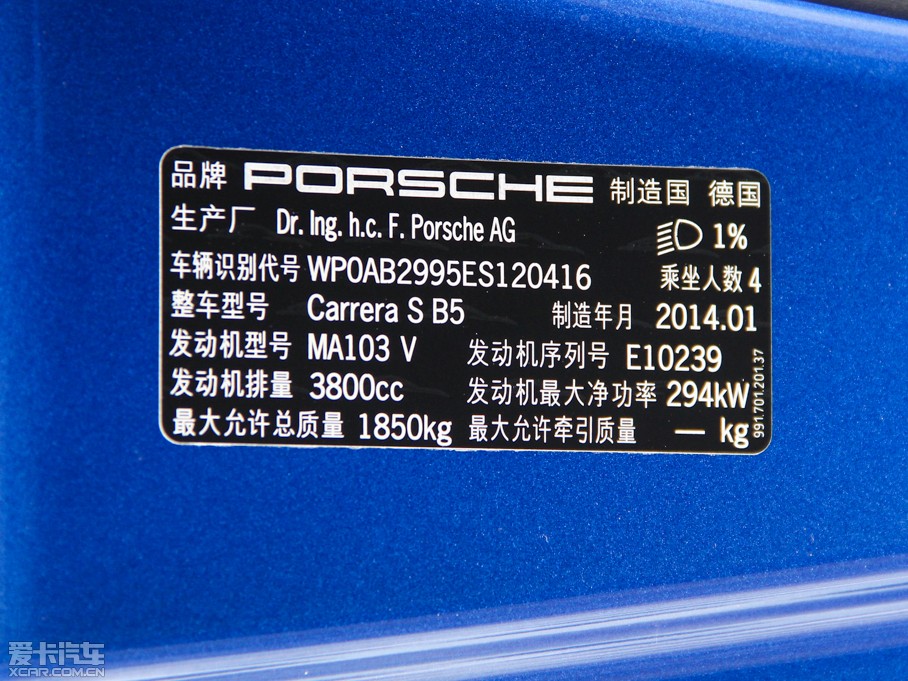 品牌 PORSCHE 制造国 德国
生产厂 Dr. Ing. h.c. F. Porsche AG 1%
车辆识别代号 WP0AB2995ES120416 乘坐人数 4
整车型号 Carrera S B5 制造年月 2014.01
发动机型号 MA103 V 发动机序列号 E10239
发动机排量 3800cc 发动机最大净功率 294kW
最大允许总质量 1850kg 最大允许牵引质量 — kg
991.701.201.37
爱卡汽车
XCAR.COM.CN